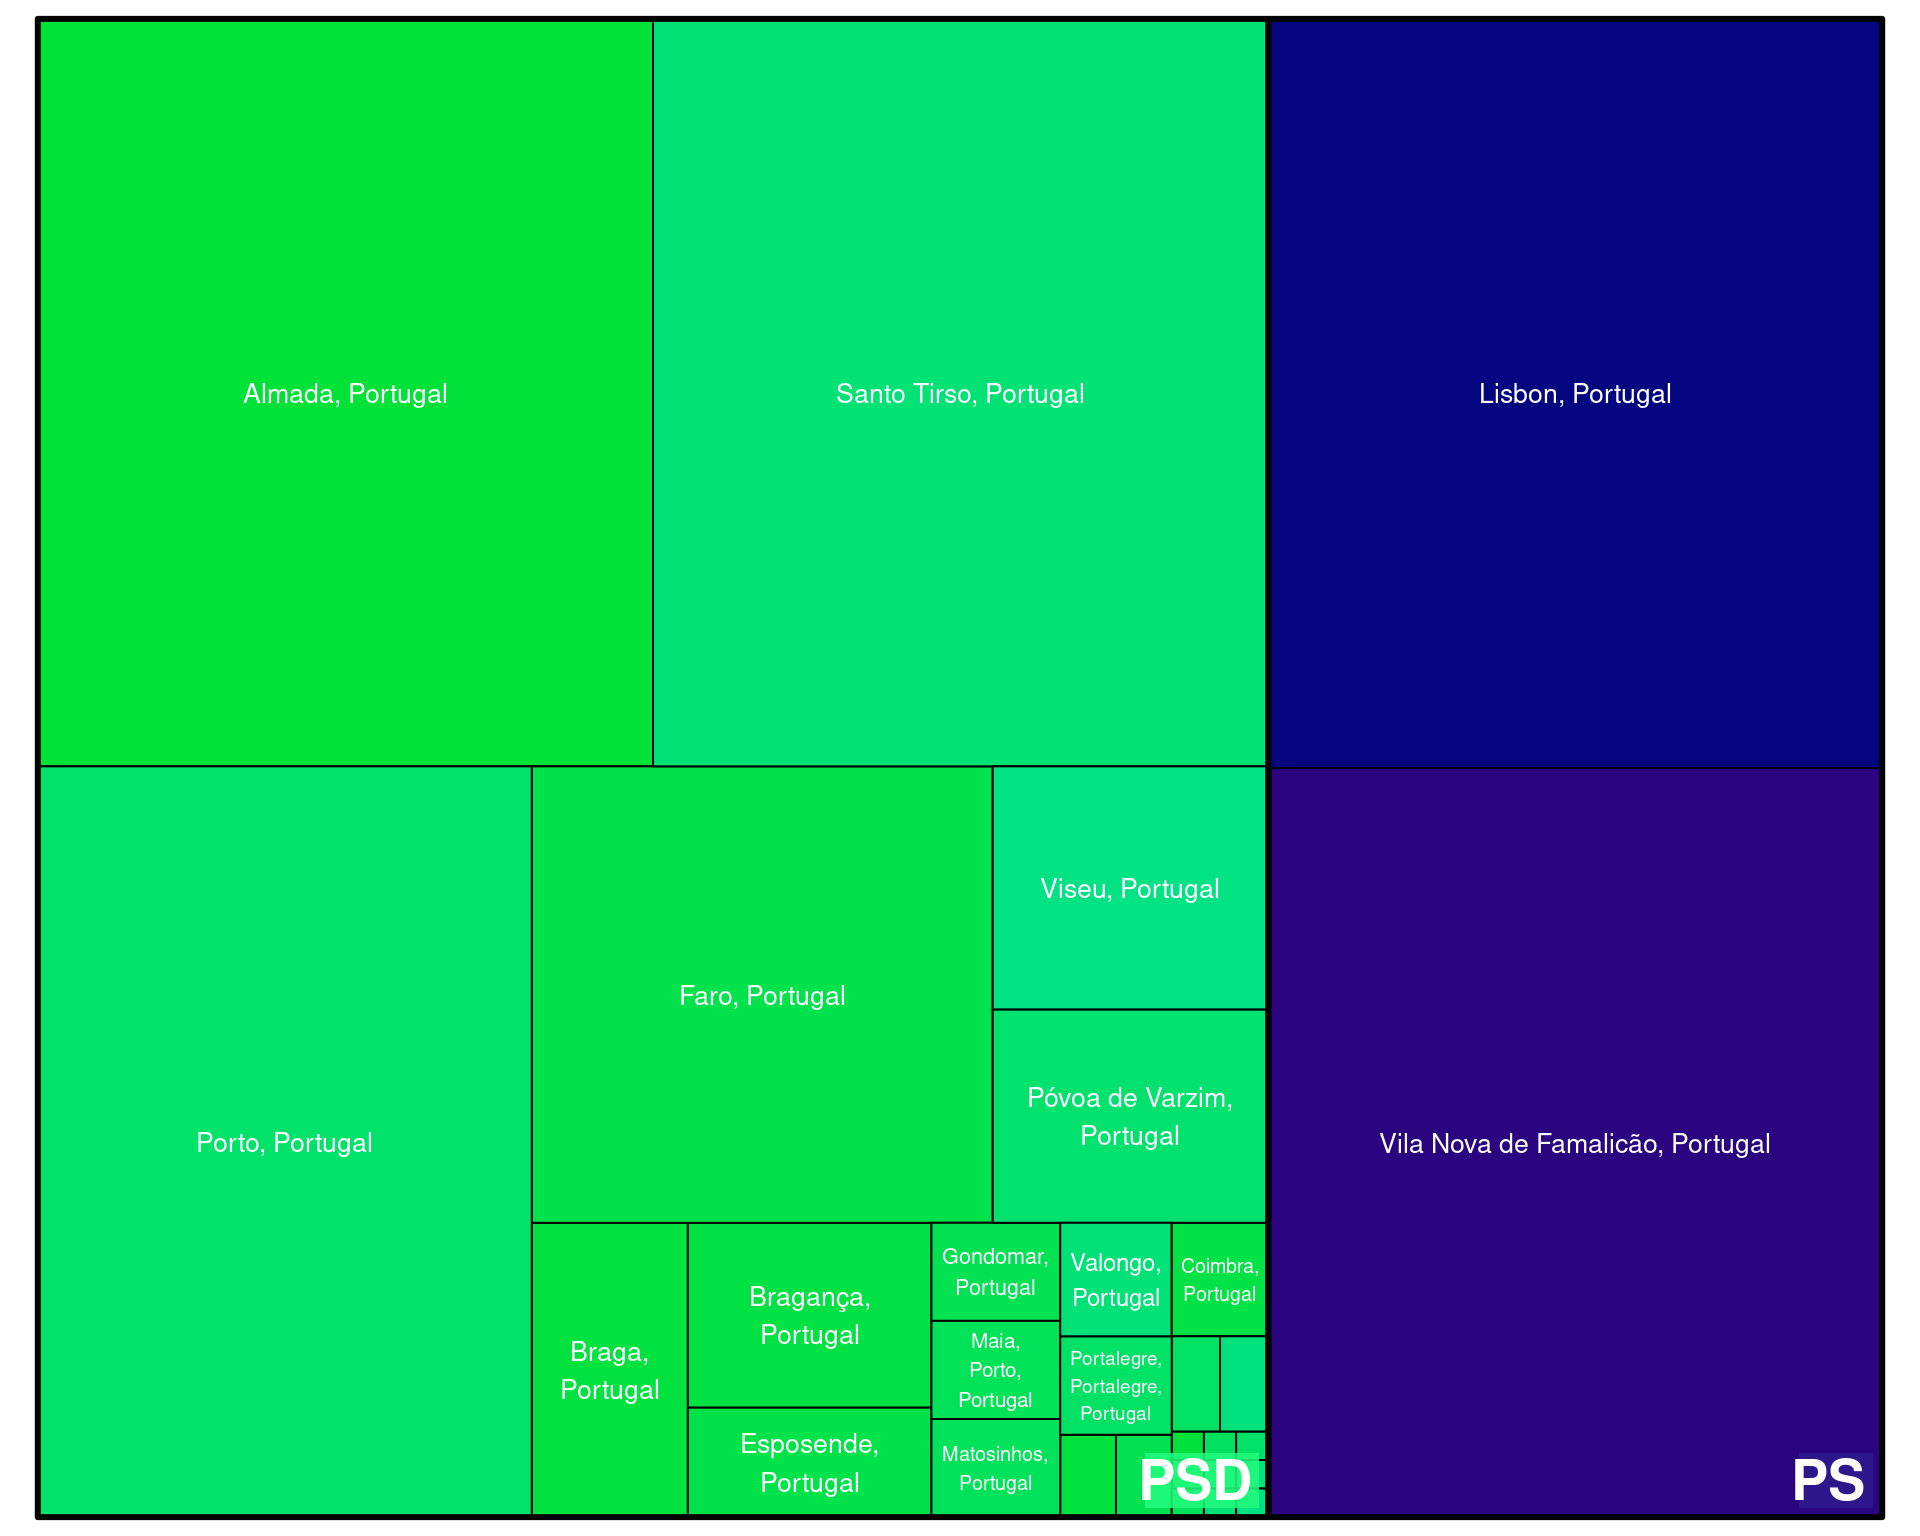 Almada, Portugal
Santo Tirso, Portugal
Lisbon, Portugal
Porto, Portugal
Faro, Portugal
Viseu, Portugal
Póvoa de Varzim,
Portugal
Vila Nova de Famalicão, Portugal
Braga,
Portugal
Bragança,
Portugal
Esposende,
Portugal
Gondomar,
Portugal
Maia,
Porto,
Portugal
Matosinhos,
Portugal
Valongo,
Portugal
Portalegre,
Portalegre,
Portugal
Coimbra,
Portugal
PSD
PS